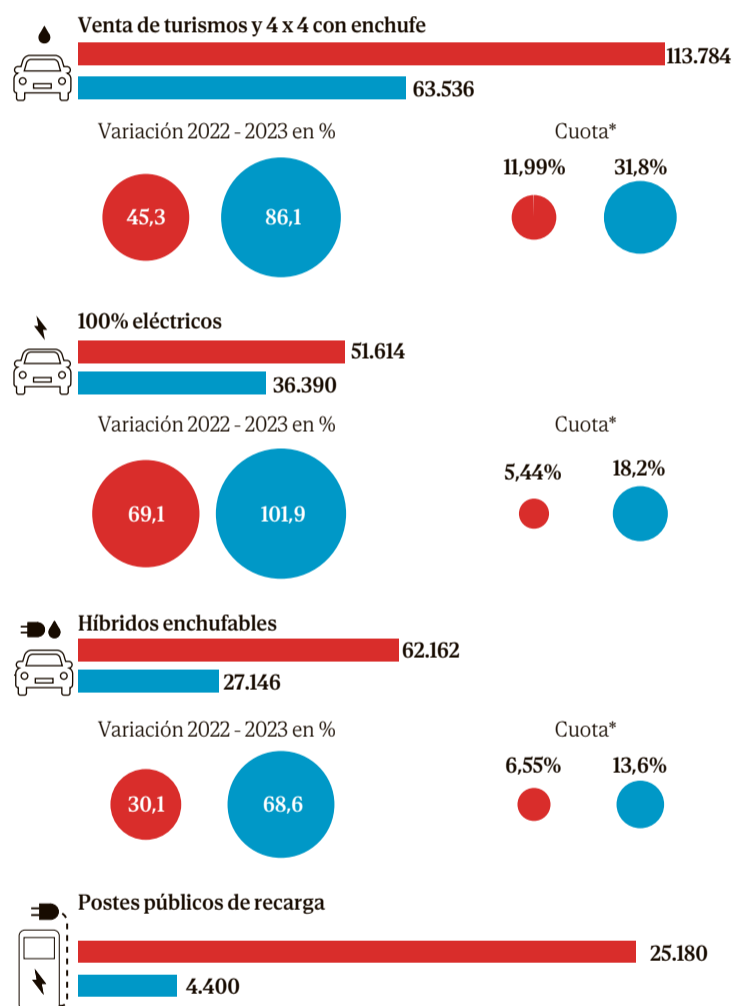 Venta de turismos y 4 x 4 con enchufe
113.784
63.536
Variación 2022 - 2023 en %
Cuota*
45,3
86,1
11,99%
31,8%
100% eléctricos
51.614
36.390
Variación 2022 - 2023 en %
Cuota*
69,1
101,9
5,44%
18,2%
Híbridos enchufables
62.162
27.146
Variación 2022 - 2023 en %
Cuota*
30,1
68,6
6,55%
13,6%
Postes públicos de recarga
25.180
4.400